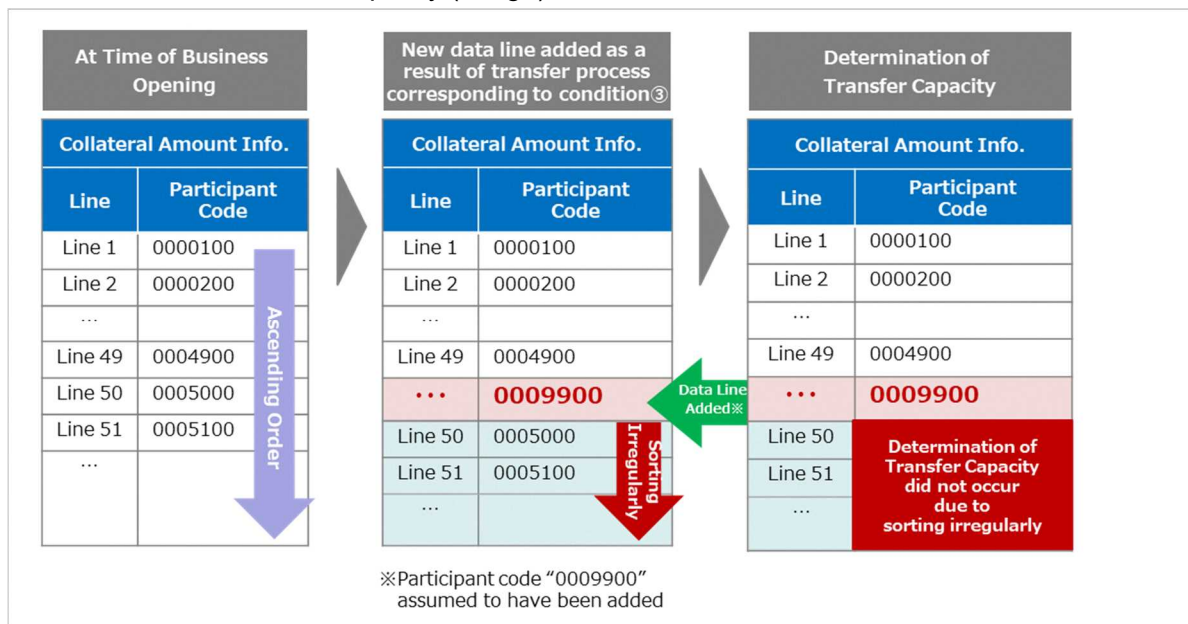 At Time of Business
Opening
New data line added as a
result of transfer process
corresponding to condition③
Determination of
Transfer Capacity
Collateral Amount Info.
Line
Participant
Code
Line 1 0000100
Line 2 0000200
...
Line 49 0004900
Line 50 0005000
Line 51 0005100
...
Ascending Order
Collateral Amount Info.
Line
Participant
Code
Line 1 0000100
Line 2 0000200
...
Line 49 0004900
... 0009900
Line 50 0005000
Line 51 0005100
...
Sorting
Irregularly
Data Line
Added※
Collateral Amount Info.
Line
Participant
Code
Line 1 0000100
Line 2 0000200
...
Line 49 0004900
... 0009900
Line 50
Line 51
...
Determination of
Transfer Capacity
did not occur
due to
sorting irregularly
※Participant code “0009900”
assumed to have been added